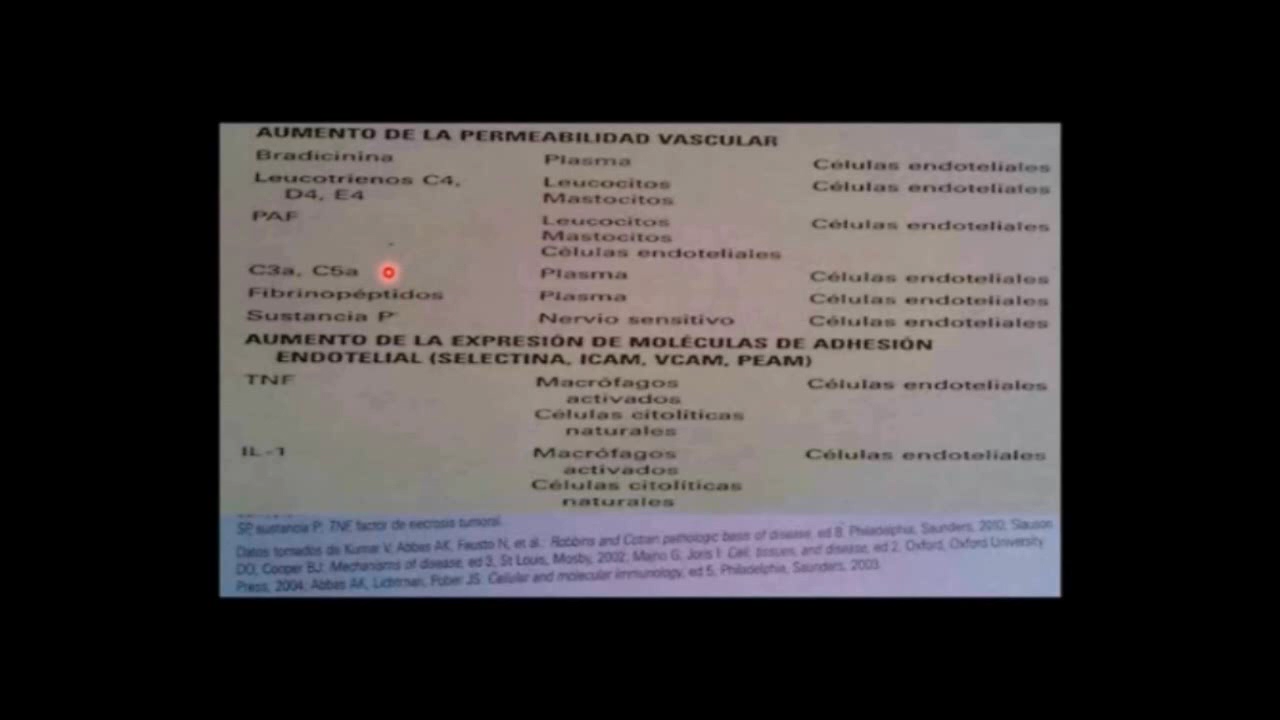 AUMENTO DE LA PERMEABILIDAD VASCULAR
Bradicinina Plasma Células endoteliales
Leucotrienos C4, Leucocitos Células endoteliales
D4, E4 Mastocitos
PAF Leucocitos Células endoteliales
Mastocitos
Células endoteliales
C3a, C5a Plasma Células endoteliales
Fibrinopéptidos Plasma Células endoteliales
Sustancia P Nervio sensitivo Células endoteliales
AUMENTO DE LA EXPRESIÓN DE MOLÉCULAS DE ADHESIÓN
ENDOTELIAL (SELECTINA, ICAM, VCAM, PEAM)
TNF Macrófagos Células endoteliales
activados
Células citolíticas
naturales
IL-1 Macrófagos Células endoteliales
activados
Células citolíticas
naturales
SP, sustancia P; TNF, factor de necrosis tumoral.
Datos tomados de Kumar V, Abbas AK, Fausto N, et al.: Robbins and Cotran pathologic basis of disease, ed 8, Philadelphia, Saunders, 2010; Slauson
DO, Cooper BJ: Mechanisms of disease, ed 3, St Louis, Mosby, 2002; Majno G, Joris I: Cell, tissues, and disease, ed 2, Oxford, Oxford University
Press, 2004; Abbas AK, Lichtman, Pober JS: Cellular and molecular immunology, ed 5, Philadelphia, Saunders, 2003.